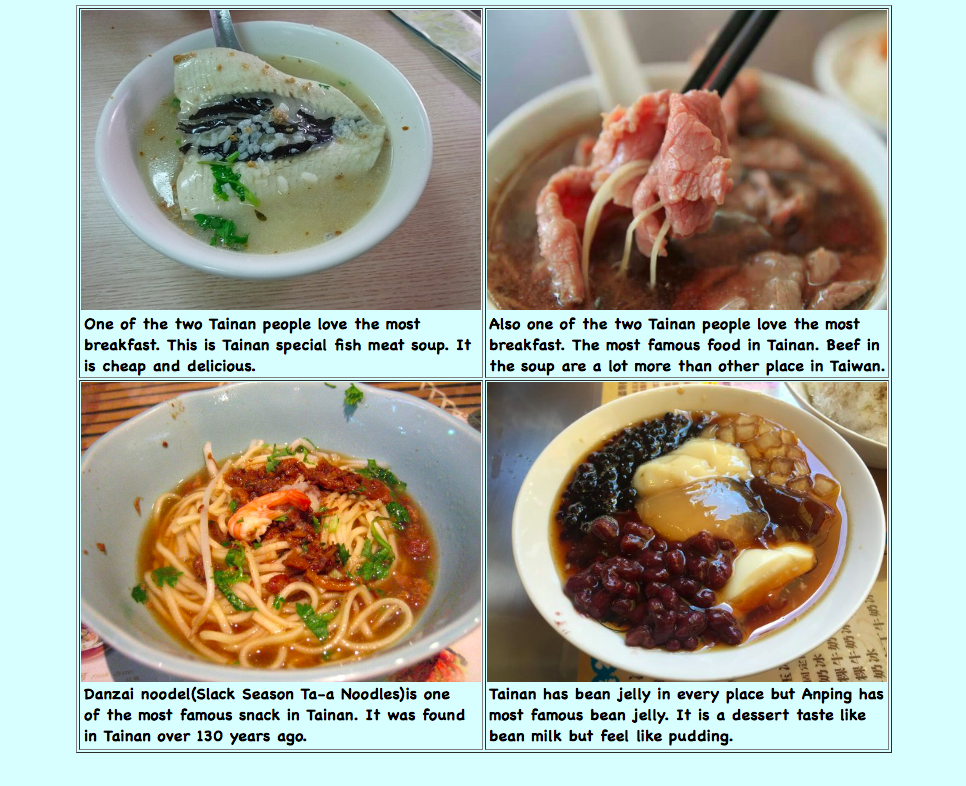 One of the two Tainan people love the most
breakfast. This is Tainan special fish meat soup. It
is cheap and delicious.
Also one of the two Tainan people love the most
breakfast. The most famous food in Tainan. Beef in
the soup are a lot more than other place in Taiwan.
Danzai noodel(Slack Season Ta-a Noodles)is one
of the most famous snack in Tainan. It was found
in Tainan over 130 years ago.
Tainan has bean jelly in every place but Anping has
most famous bean jelly. It is a dessert taste like
bean milk but feel like pudding.